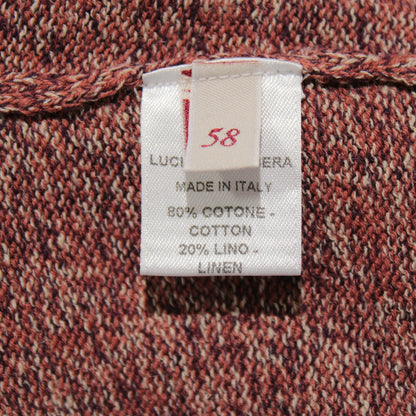 58
MADE IN ITALY
80% COTONE -
COTTON
20% LINO -
LINEN